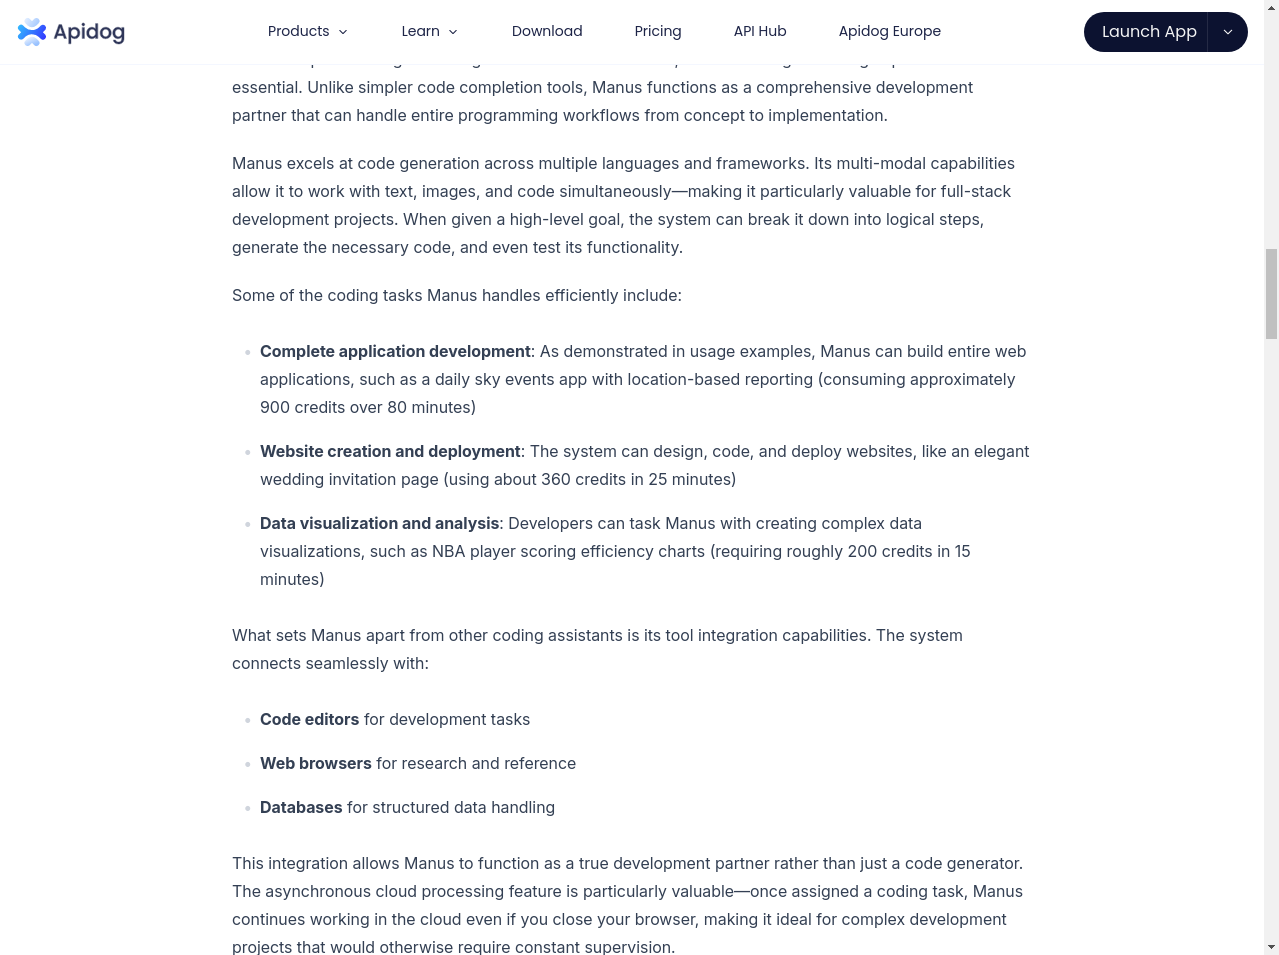 Apidog
Products
Learn
Download
Pricing
API Hub
Apidog Europe
Launch App
essential. Unlike simpler code completion tools, Manus functions as a comprehensive development
partner that can handle entire programming workflows from concept to implementation.
Manus excels at code generation across multiple languages and frameworks. Its multi-modal capabilities
allow it to work with text, images, and code simultaneously—making it particularly valuable for full-stack
development projects. When given a high-level goal, the system can break it down into logical steps,
generate the necessary code, and even test its functionality.
Some of the coding tasks Manus handles efficiently include:
Complete application development: As demonstrated in usage examples, Manus can build entire web
applications, such as a daily sky events app with location-based reporting (consuming approximately
900 credits over 80 minutes)
Website creation and deployment: The system can design, code, and deploy websites, like an elegant
wedding invitation page (using about 360 credits in 25 minutes)
Data visualization and analysis: Developers can task Manus with creating complex data
visualizations, such as NBA player scoring efficiency charts (requiring roughly 200 credits in 15
minutes)
What sets Manus apart from other coding assistants is its tool integration capabilities. The system
connects seamlessly with:
Code editors for development tasks
Web browsers for research and reference
Databases for structured data handling
This integration allows Manus to function as a true development partner rather than just a code generator.
The asynchronous cloud processing feature is particularly valuable—once assigned a coding task, Manus
continues working in the cloud even if you close your browser, making it ideal for complex development
projects that would otherwise require constant supervision.